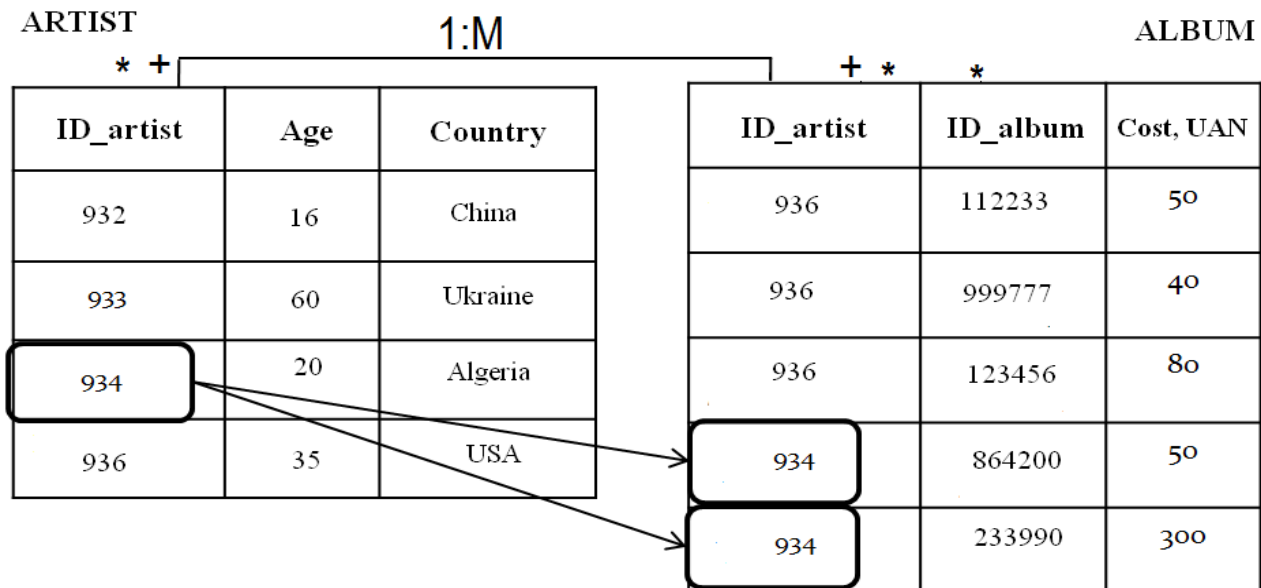 ARTIST
1:M
ALBUM
* +
+ * *
ID_artist Age Country
932 16 China
933 60 Ukraine
934 20 Algeria
936 35 USA
ID_artist ID_album Cost, UAN
936 112233 50
936 999777 40
936 123456 80
934 864200 50
934 233990 300